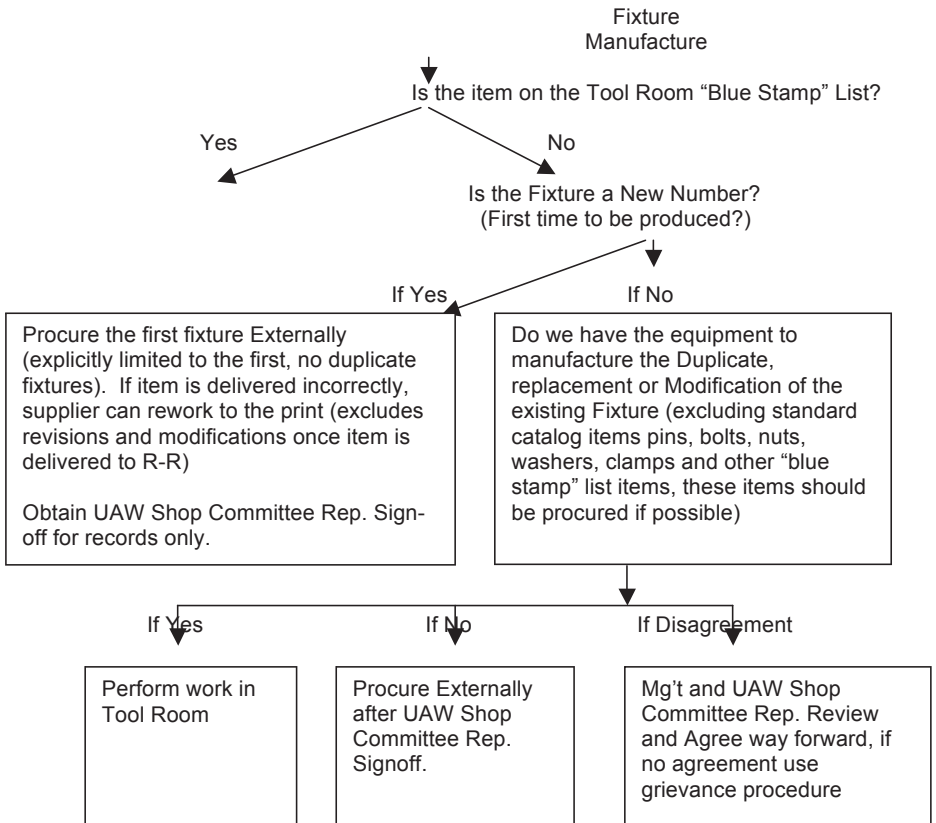 Fixture
Manufacture
Is the item on the Tool Room “Blue Stamp” List?
Yes
No
Is the Fixture a New Number?
(First time to be produced?)
If Yes
If No
Procure the first fixture Externally
(explicitly limited to the first, no duplicate
fixtures).  If item is delivered incorrectly,
supplier can rework to the print (excludes
revisions and modifications once item is
delivered to R-R)
Obtain UAW Shop Committee Rep. Sign-
off for records only.
Do we have the equipment to
manufacture the Duplicate,
replacement or Modification of the
existing Fixture (excluding standard
catalog items pins, bolts, nuts,
washers, clamps and other “blue
stamp” list items, these items should
be procured if possible)
If Yes
If No
If Disagreement
Perform work in
Tool Room
Procure Externally
after UAW Shop
Committee Rep.
Signoff.
Mg’t and UAW Shop
Committee Rep. Review
and Agree way forward, if
no agreement use
grievance procedure